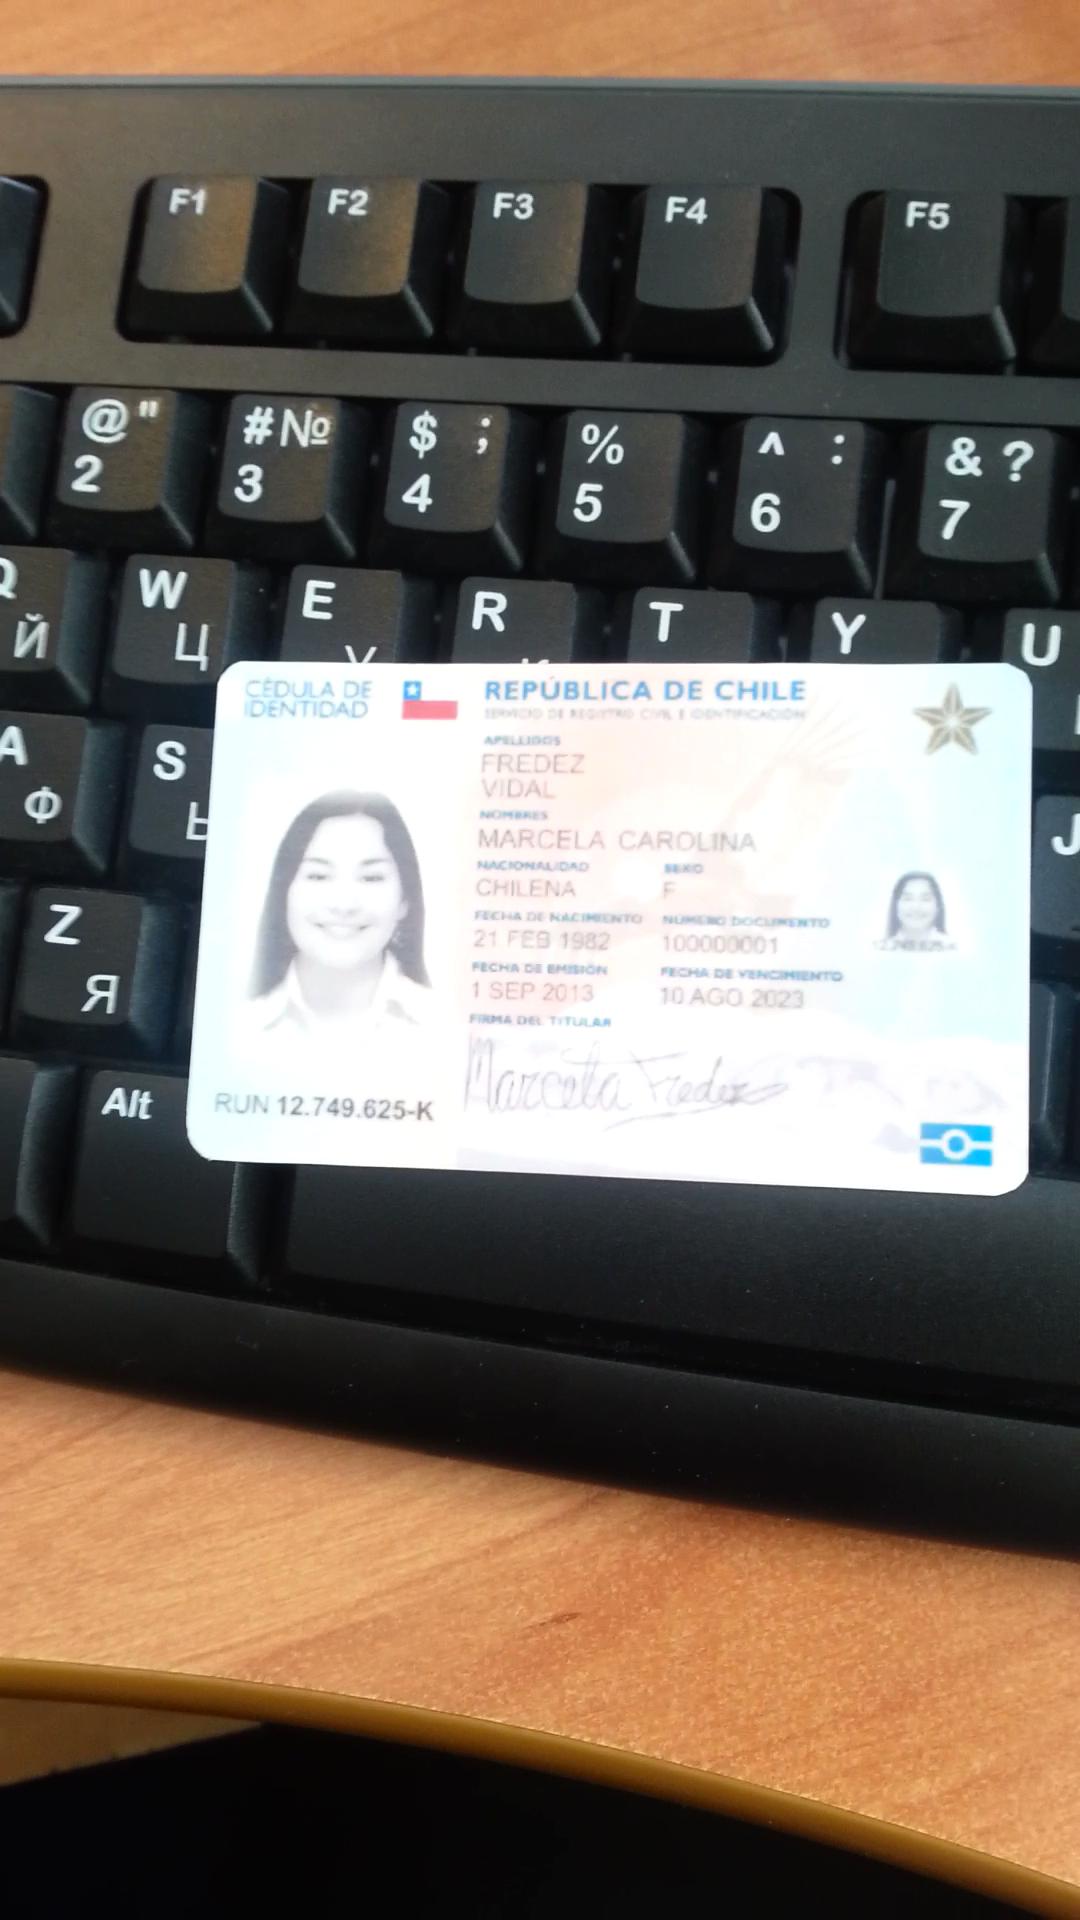 F1 F2 F3 F4 F5
@ " # № $ ; % ^ : & ?
2 3 4 5 6 7
Q W E R T Y U
Й Ц У
CÉDULA DE
IDENTIDAD
REPÚBLICA DE CHILE
SERVICIO DE REGISTRO CIVIL E IDENTIFICACIÓN
APELLIDOS
FREDEZ
VIDAL
NOMBRES
MARCELA CAROLINA
NACIONALIDAD SEXO
CHILENA F
FECHA DE NACIMIENTO NÚMERO DOCUMENTO
21 FEB 1982 100000001
12.749.625-K
FECHA DE EMISIÓN FECHA DE VENCIMIENTO
1 SEP 2013 10 AGO 2023
FIRMA DEL TITULAR
Marcela Fredez
RUN 12.749.625-K
A S J
Ф Ы
Z
Я
Alt